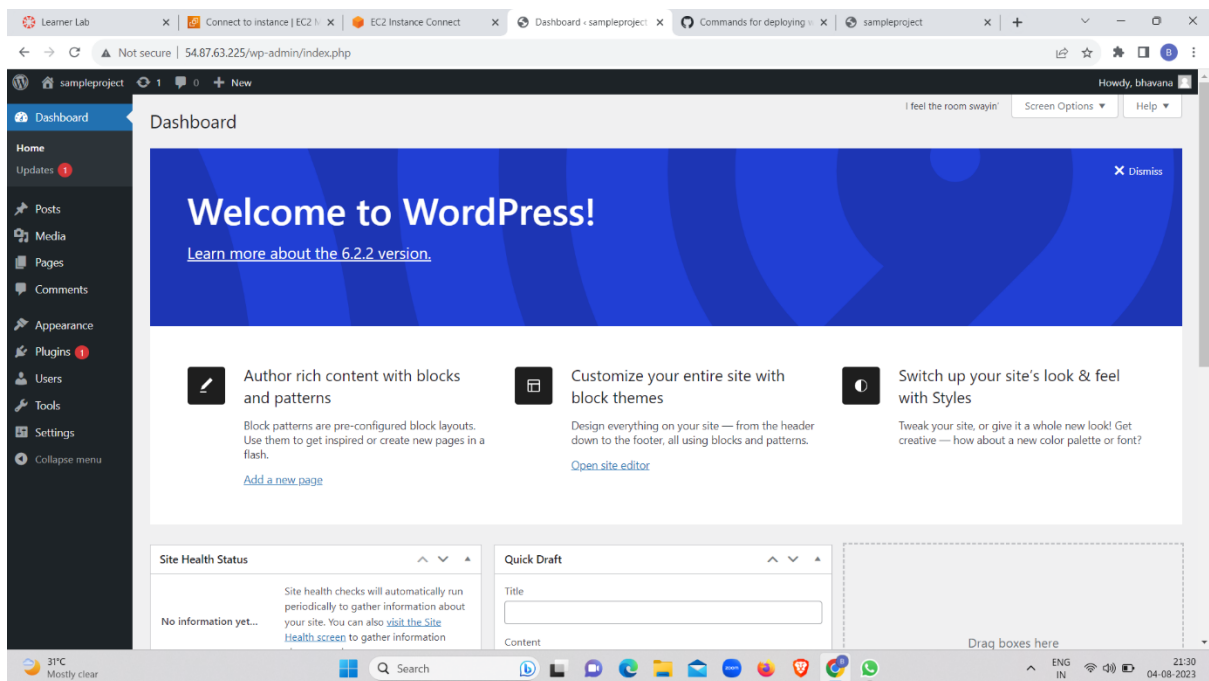 Learner Lab
Connect to instance | EC2 M
EC2 Instance Connect
Dashboard ‹ sampleproject
Commands for deploying w
sampleproject
Not secure | 54.87.63.225/wp-admin/index.php
B
sampleproject 1 0 + New
Howdy, bhavana
Dashboard
Home
Updates 1
Posts
Media
Pages
Comments
Appearance
Plugins 1
Users
Tools
Settings
Collapse menu
Dashboard
I feel the room swayin'
Screen Options
Help
Dismiss
Welcome to WordPress!
Learn more about the 6.2.2 version.
Author rich content with blocks
and patterns
Block patterns are pre-configured block layouts.
Use them to get inspired or create new pages in a
flash.
Add a new page
Customize your entire site with
block themes
Design everything on your site — from the header
down to the footer, all using blocks and patterns.
Open site editor
Switch up your site's look & feel
with Styles
Tweak your site, or give it a whole new look! Get
creative — how about a new color palette or font?
Site Health Status
No information yet...
Site health checks will automatically run
periodically to gather information about
your site. You can also visit the Site
Health screen to gather information
Quick Draft
Title
Content
Drag boxes here
31°C
Mostly clear
Search
zoom
ENG
IN
21:30
04-08-2023